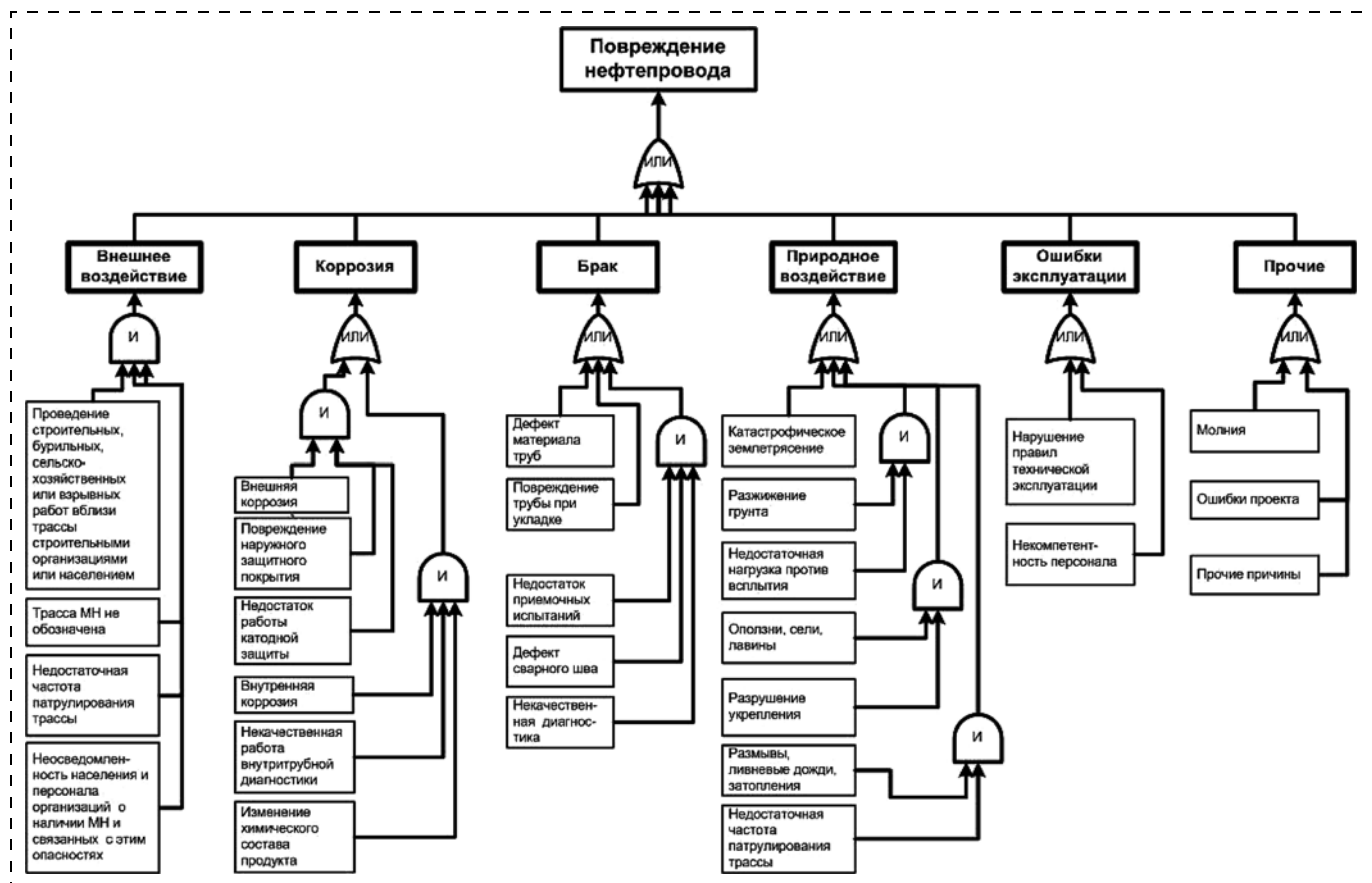 Повреждение
нефтепровода
ИЛИ
Внешнее
воздействие
Коррозия
Брак
Природное
воздействие
Ошибки
эксплуатации
Прочие
И
ИЛИ
ИЛИ
ИЛИ
ИЛИ
ИЛИ
Проведение
строительных,
бурильных,
сельско-
хозяйственных
или взрывных
работ вблизи
трассы
строительными
организациями
или населением
Трасса МН не
обозначена
Недостаточная
частота
патрулирования
трассы
Неосведомлен-
ность населения и
персонала
организаций о
наличии МН и
связанных с этим
опасностях
И
Внешняя
коррозия
Повреждение
наружного
защитного
покрытия
Недостаток
работы
катодной
защиты
И
Внутренняя
коррозия
Некачественная
работа
внутритрубной
диагностики
Изменение
химического
состава
продукта
Дефект
материала
труб
И
Повреждение
трубы при
укладке
Недостаток
приемочных
испытаний
Дефект
сварного шва
Некачествен-
ная диагнос-
тика
Катастрофическое
землетрясение
И
Разжижение
грунта
Недостаточная
нагрузка против
всплытия
И
Оползни, сели,
лавины
Разрушение
укрепления
И
Размывы,
ливневые дожди,
затопления
Недостаточная
частота
патрулирования
трассы
Нарушение
правил
технической
эксплуатации
Некомпетент-
ность персонала
Молния
Ошибки проекта
Прочие причины